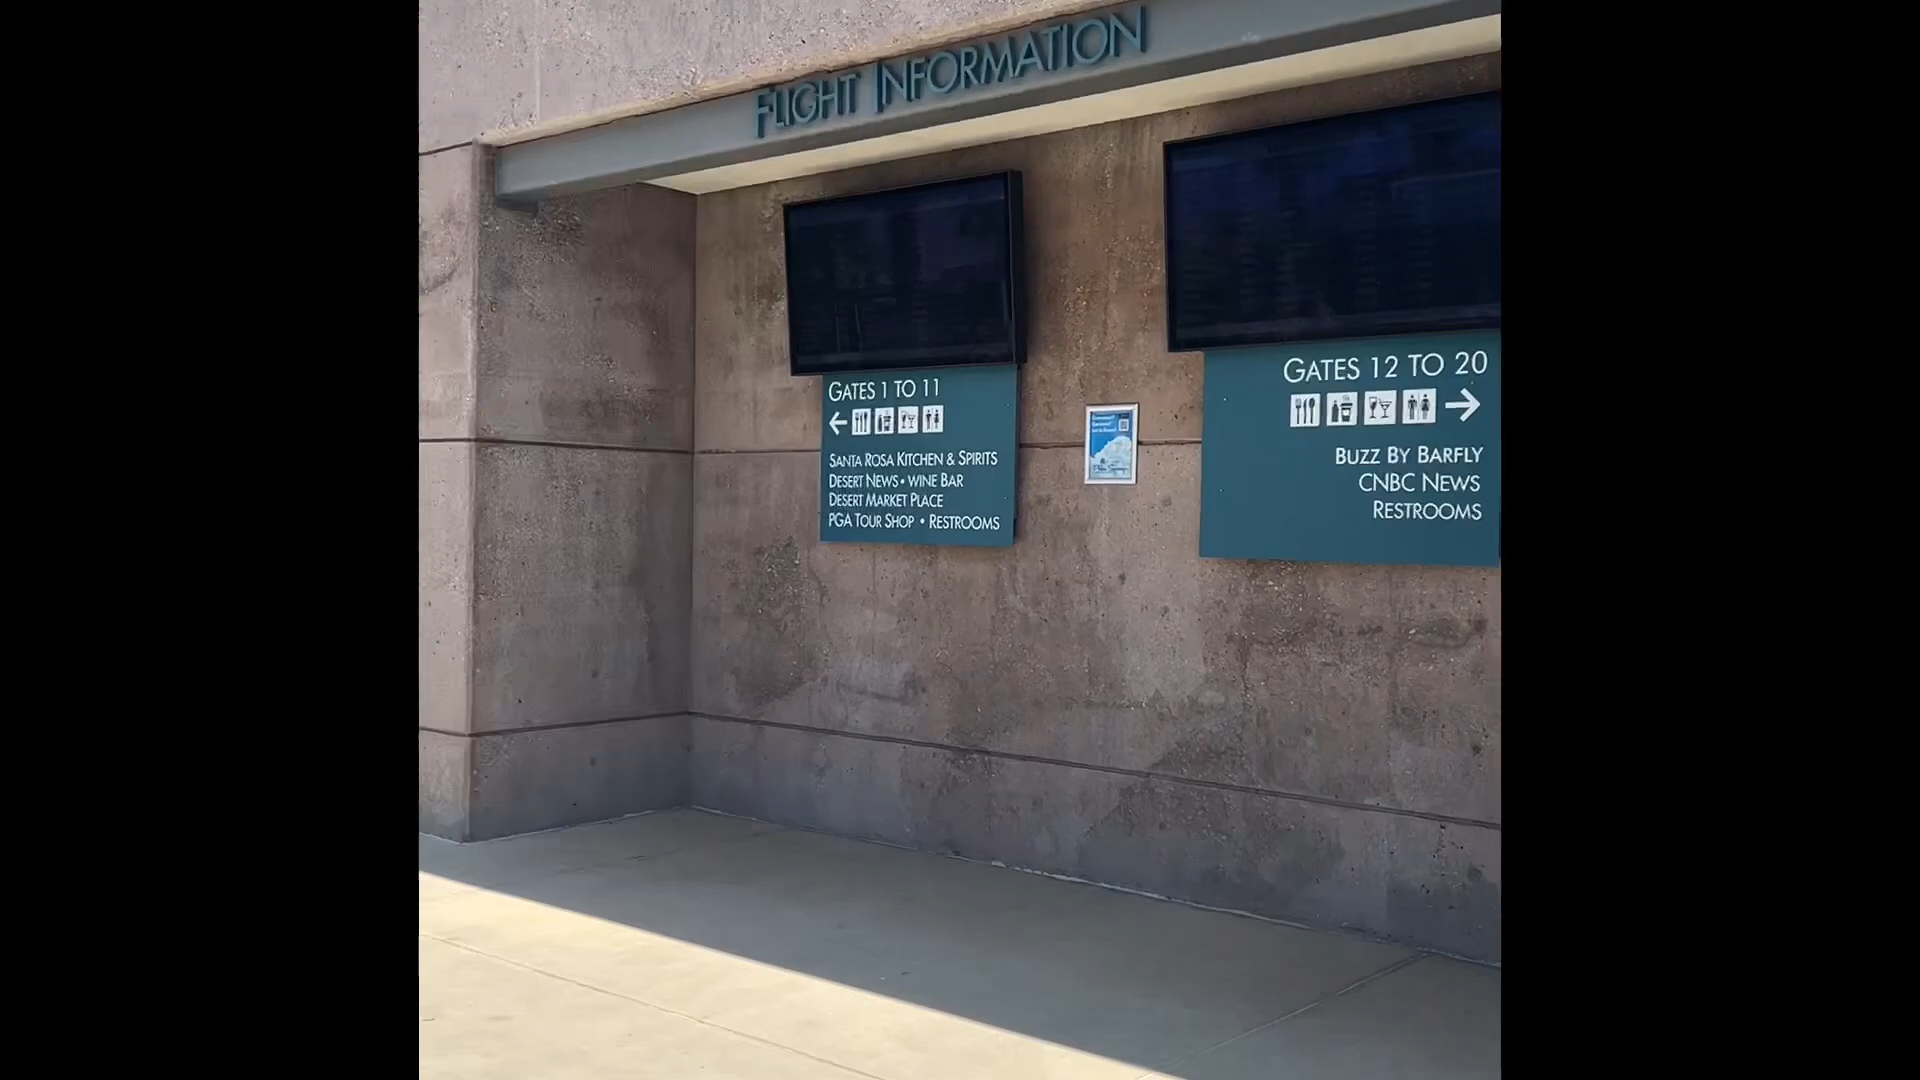 FLIGHT INFORMATION
GATES 1 TO 11
SANTA ROSA KITCHEN & SPIRITS
DESERT NEWS • WINE BAR
DESERT MARKET PLACE
PGA TOUR SHOP • RESTROOMS
GATES 12 TO 20
BUZZ BY BARFLY
CNBC NEWS
RESTROOMS